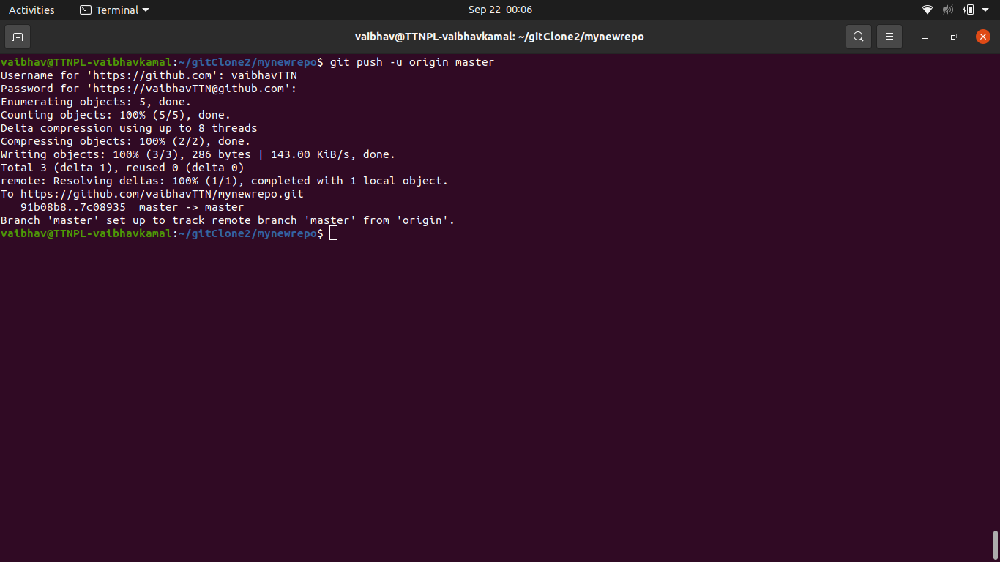 Activities Terminal Sep 22 00:06
vaibhav@TTNPL-vaibhavkamal: ~/gitClone2/mynewrepo
vaibhav@TTNPL-vaibhavkamal:~/gitClone2/mynewrepo$ git push -u origin master
Username for 'https://github.com': vaibhavTTN
Password for 'https://vaibhavTTN@github.com':
Enumerating objects: 5, done.
Counting objects: 100% (5/5), done.
Delta compression using up to 8 threads
Compressing objects: 100% (2/2), done.
Writing objects: 100% (3/3), 286 bytes | 143.00 KiB/s, done.
Total 3 (delta 1), reused 0 (delta 0)
remote: Resolving deltas: 100% (1/1), completed with 1 local object.
To https://github.com/vaibhavTTN/mynewrepo.git
   91b08b8..7c08935  master -> master
Branch 'master' set up to track remote branch 'master' from 'origin'.
vaibhav@TTNPL-vaibhavkamal:~/gitClone2/mynewrepo$